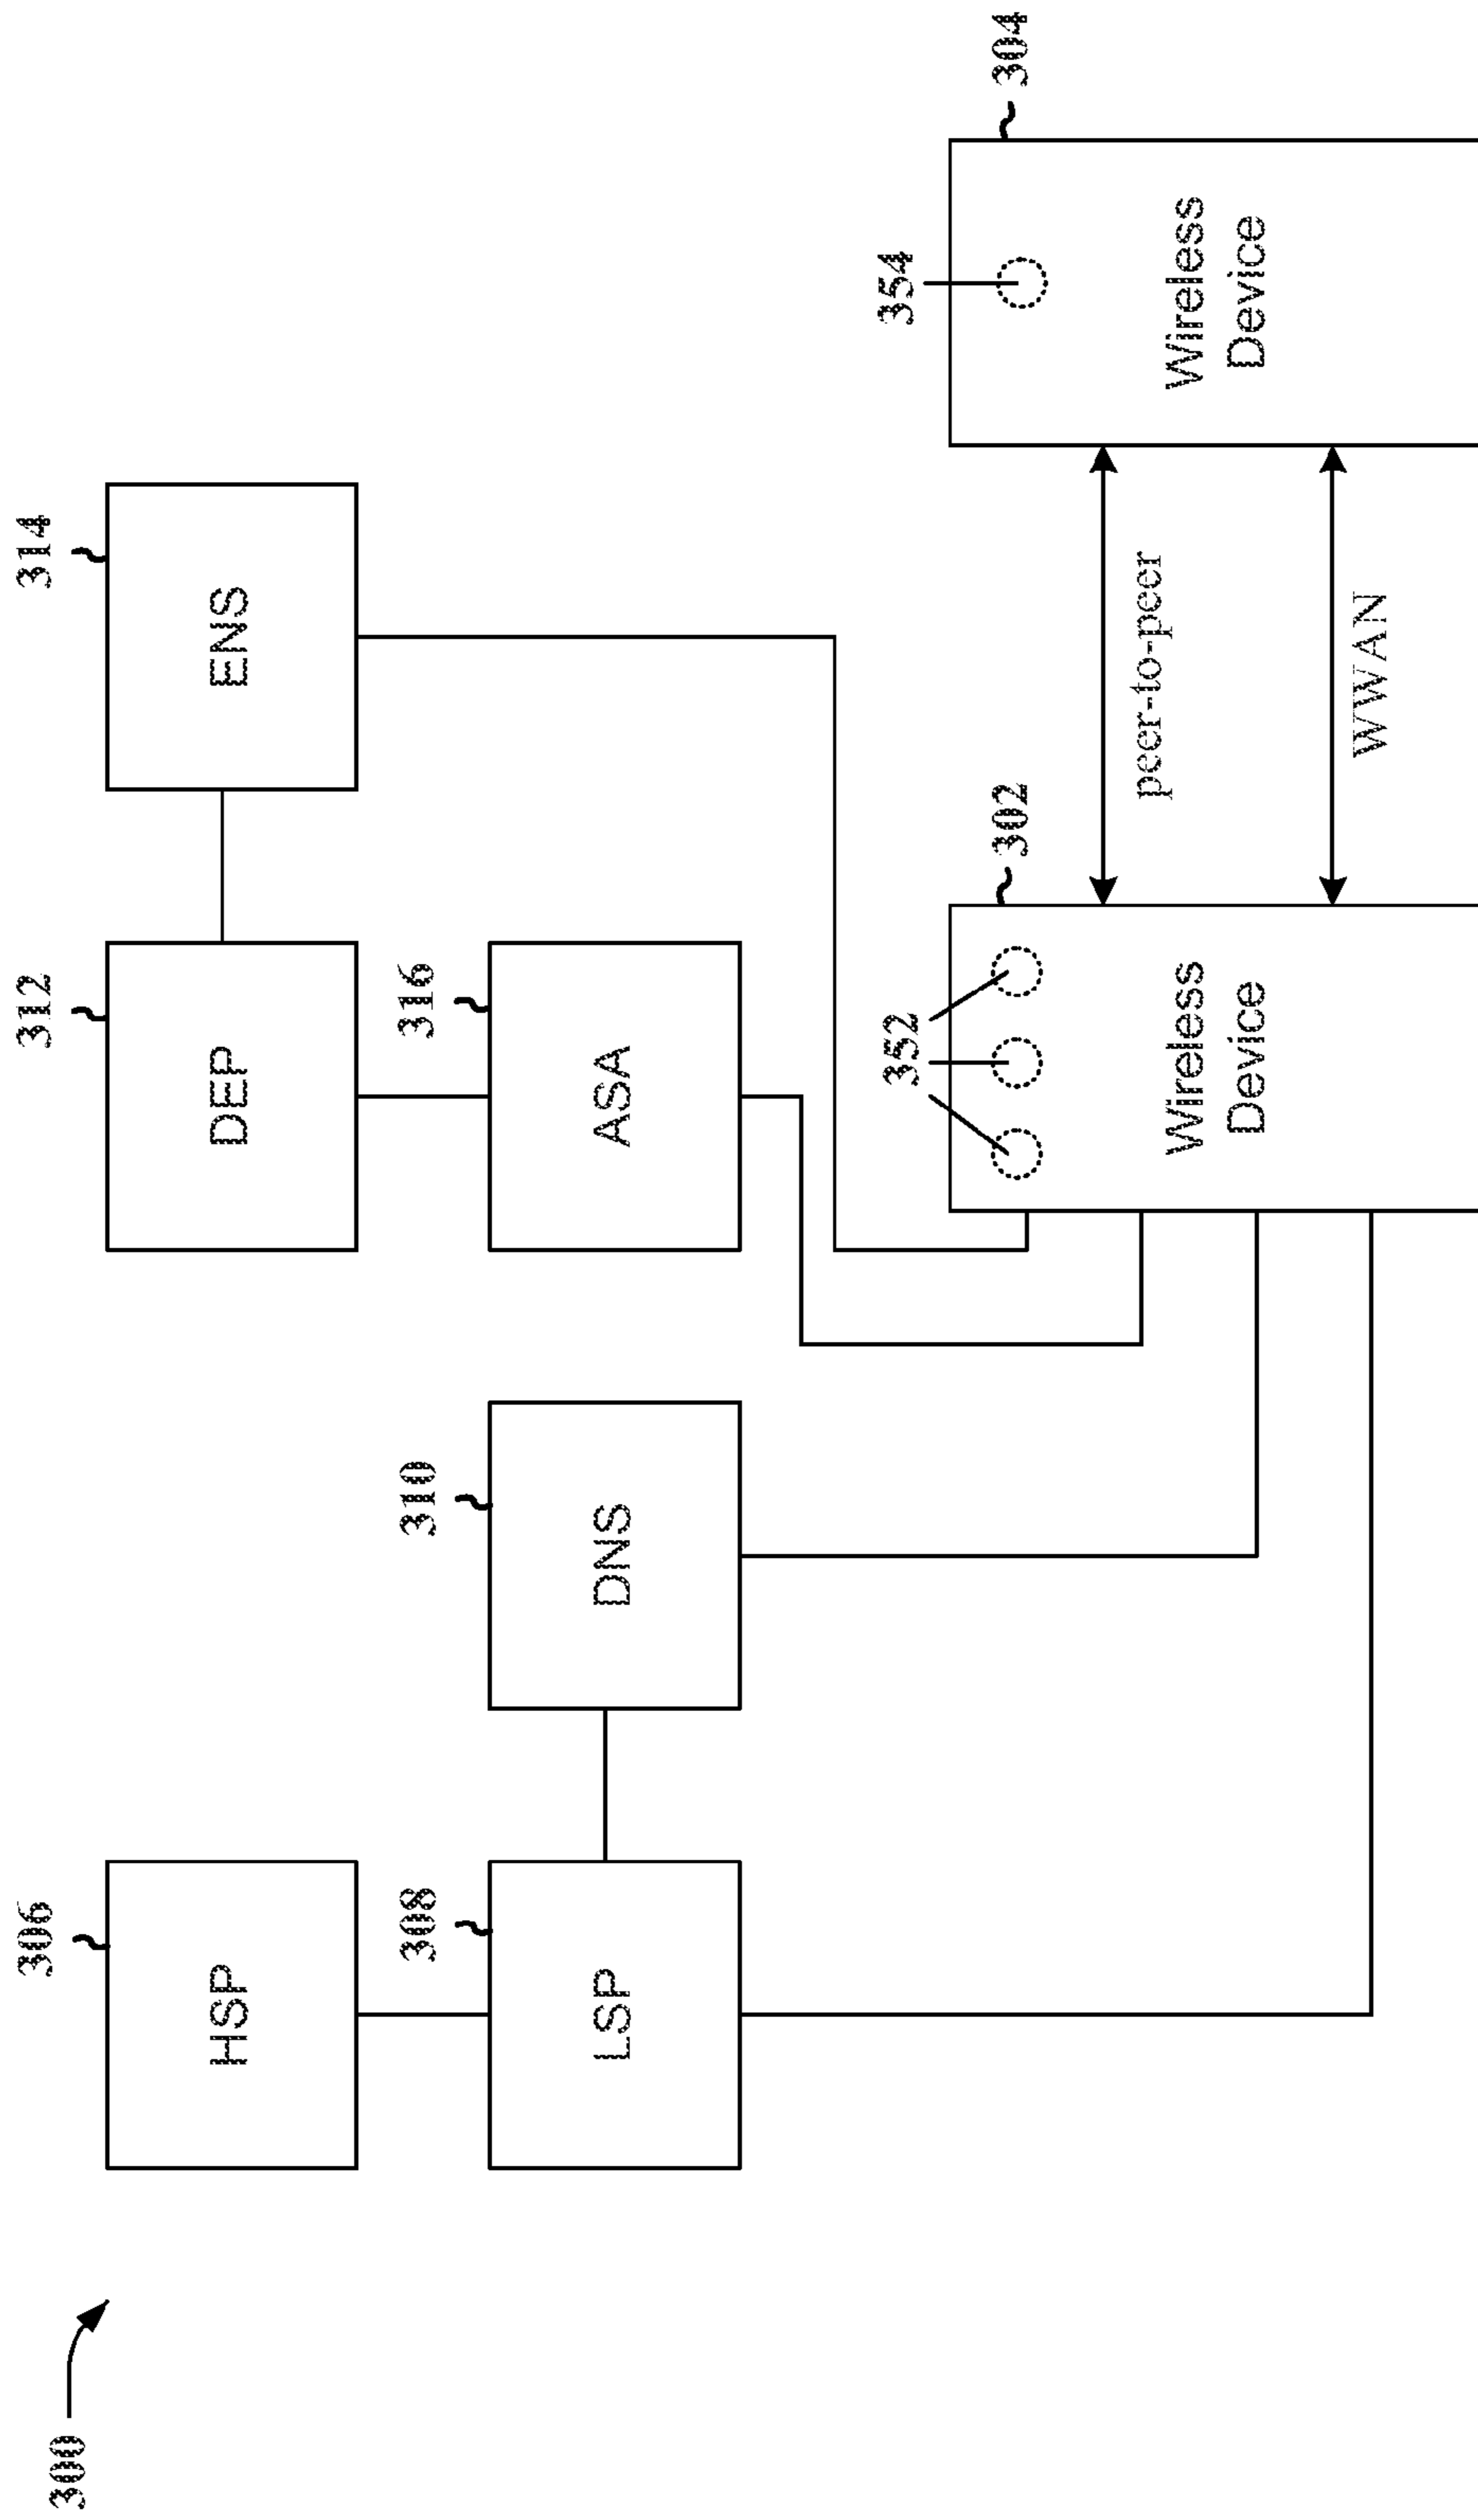 300
306
HSP
308
LSP
310
DNS
312
DEP
316
ASA
314
ENS
302
352
Wireless
Device
peer-to-peer
WWAN
304
354
Wireless
Device